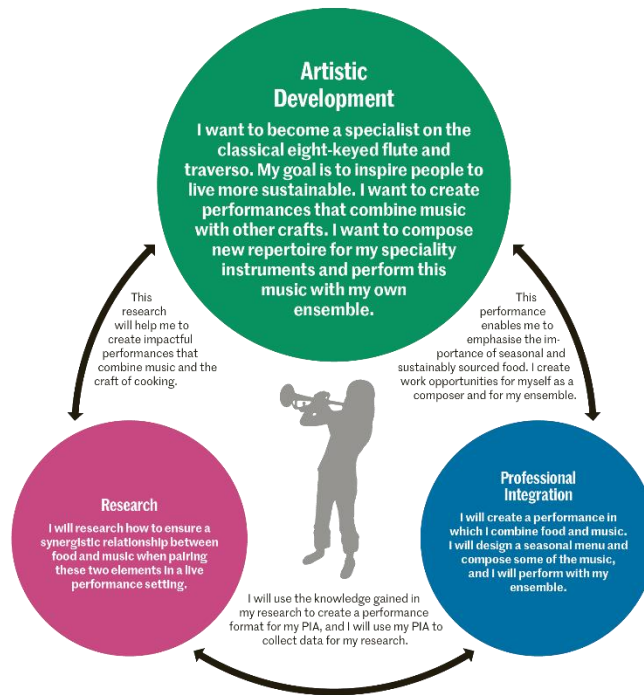 Artistic
Development
I want to become a specialist on the
classical eight-keyed flute and
traverso. My goal is to inspire people to
live more sustainable. I want to create
performances that combine music
with other crafts. I want to compose
new repertoire for my speciality
instruments and perform this
music with my own
ensemble.
This
research
will help me to
create impactful
performances that
combine music and the
craft of cooking.
This
performance
enables me to
emphasise the im-
portance of seasonal and
sustainably sourced food. I create
work opportunities for myself as a
composer and for my ensemble.
Research
I will research how to ensure a
synergistic relationship between
food and music when pairing
these two elements in a live
performance setting.
Professional
Integration
I will create a performance in
which I combine food and music.
I will design a seasonal menu and
compose some of the music,
and I will perform with my
ensemble.
I will use the knowledge gained in
my research to create a performance
format for my PIA, and I will use my PIA to
collect data for my research.